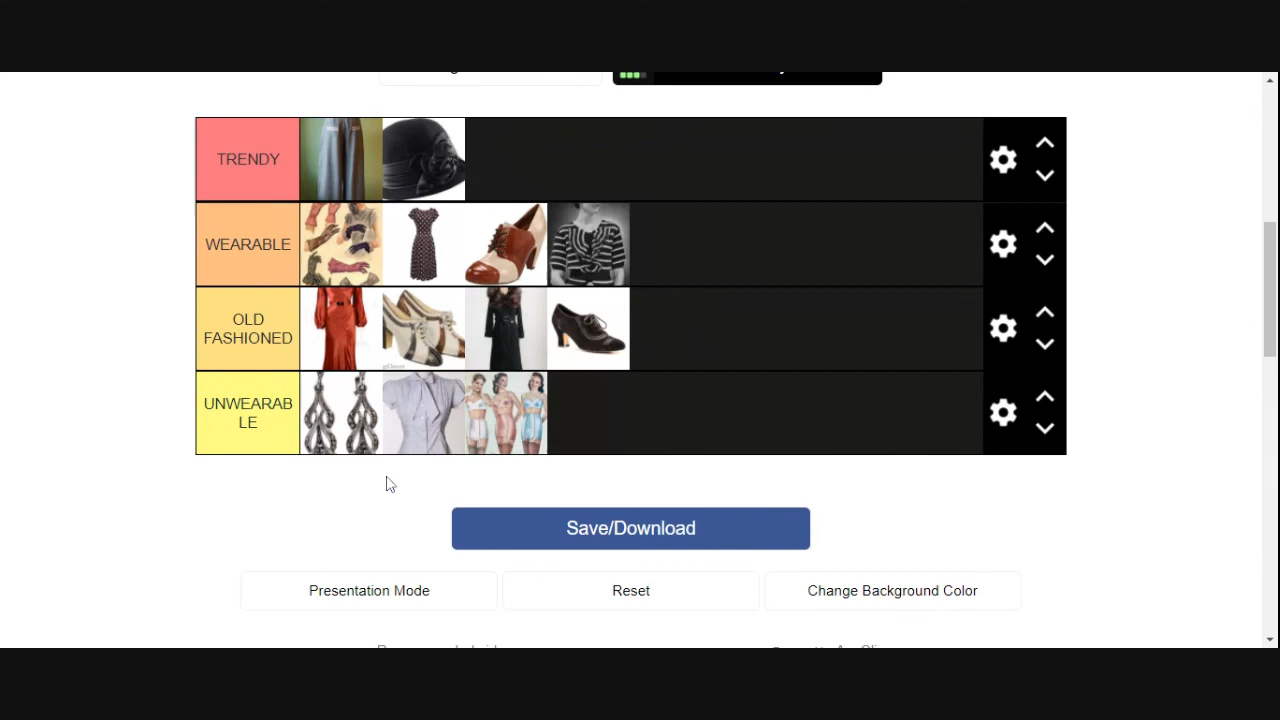 TRENDY
WEARABLE
OLD
FASHIONED
UNWEARAB
LE
Save/Download
Presentation Mode
Reset
Change Background Color